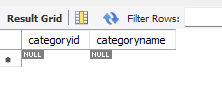 Result Grid Filter Rows:
categoryid categoryname
NULL NULL